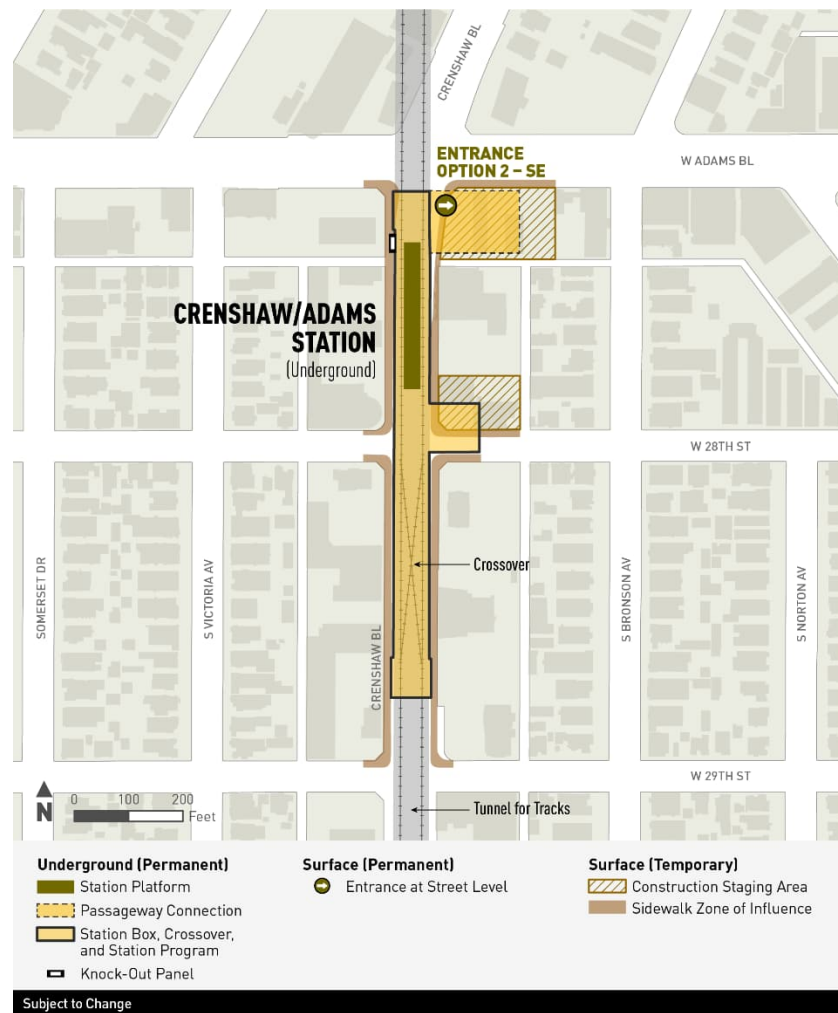 CRENSHAW BL
ENTRANCE
OPTION 2 – SE
W ADAMS BL
CRENSHAW/ADAMS
STATION
(Underground)
W 28TH ST
SOMERSET DR
S VICTORIA AV
CRENSHAW BL
Crossover
S BRONSON AV
S NORTON AV
W 29TH ST
N
0 100 200
Feet
Tunnel for Tracks
Underground (Permanent)
Station Platform
Passageway Connection
Station Box, Crossover,
and Station Program
Knock-Out Panel
Surface (Permanent)
Entrance at Street Level
Surface (Temporary)
Construction Staging Area
Sidewalk Zone of Influence
Subject to Change